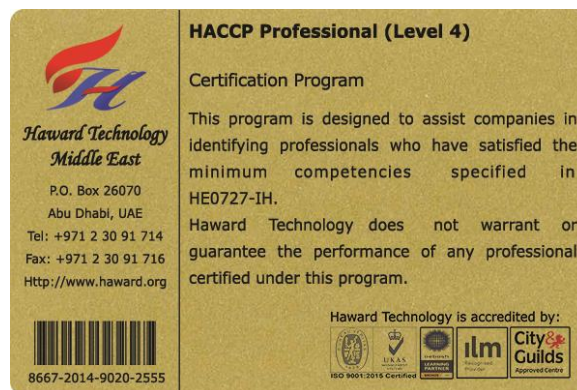 Haward Technology
Middle East
P.O. Box 26070
Abu Dhabi, UAE
Tel: +971 2 30 91 714
Fax: +971 2 30 91 716
Http://www.haward.org
8667-2014-9020-2555
HACCP Professional (Level 4)
Certification Program
This program is designed to assist companies in
identifying professionals who have satisfied the
minimum competencies specified in
HE0727-IH.
Haward Technology does not warrant or
guarantee the performance of any professional
certified under this program.
Haward Technology is accredited by:
UKAS
ilm
City&
Guilds
Approved Centre
ISO 9001:2015 Certified